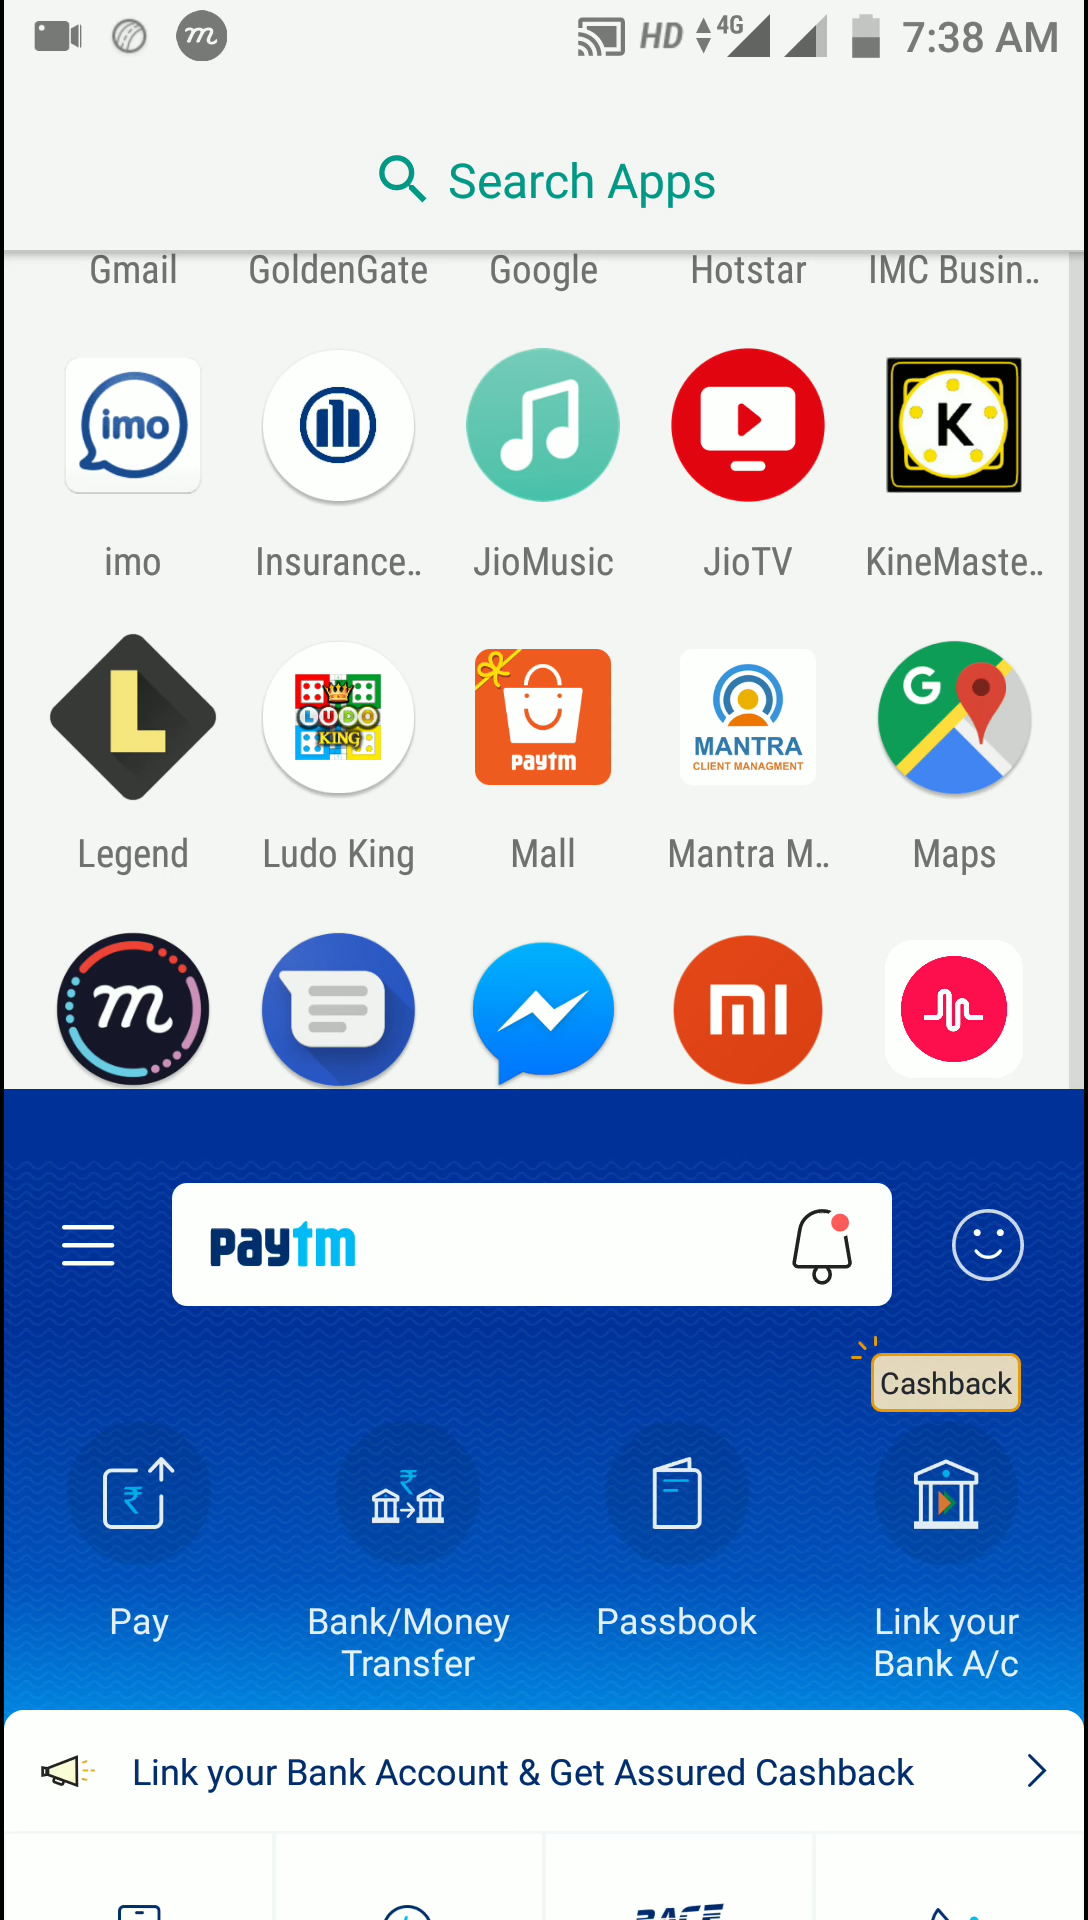 m HD 4G 7:38 AM
Search Apps
Gmail GoldenGate Google Hotstar IMC Busin..
imo K
imo Insurance.. JioMusic JioTV KineMaste..
L LUDO KING paytm MANTRA CLIENT MANAGMENT G
Legend Ludo King Mall Mantra M.. Maps
m mi
paytm
Cashback
₹ ₹
Pay Bank/Money Transfer Passbook Link your Bank A/c
Link your Bank Account & Get Assured Cashback
RACE